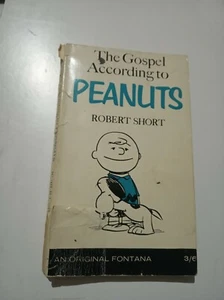 The Gospel
According to
PEANUTS
ROBERT SHORT
AN ORIGINAL FONTANA 3/6